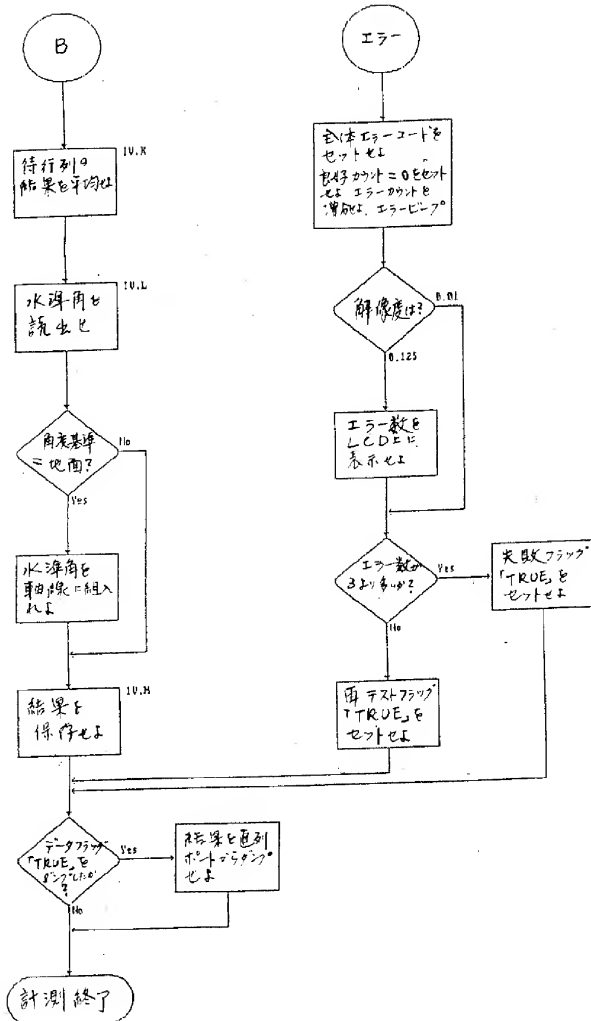 B
IV.K
待行列の
結果を平均せよ
IV.L
水準角を
読出せ
角度基準
=地面?
No
Yes
水準角を
軸線に組入
れよ
IV.M
結果を
保存せよ
データフラッグ
「TRUE」を
ダンプしたか
?
Yes
No
結果を直列
ポートからダンプ
せよ
計測終了
エラー
全体エラーコードを
セットせよ
良好カウント=0をセット
せよ エラーカウントを
増分せよ、エラービープ
解像度は?
0.01
0.125
エラー数を
LCD上に
表示せよ
エラー数が
3より多いか?
Yes
No
失敗フラッグ
「TRUE」を
セットせよ
再テストフラッグ
「TRUE」を
セットせよ